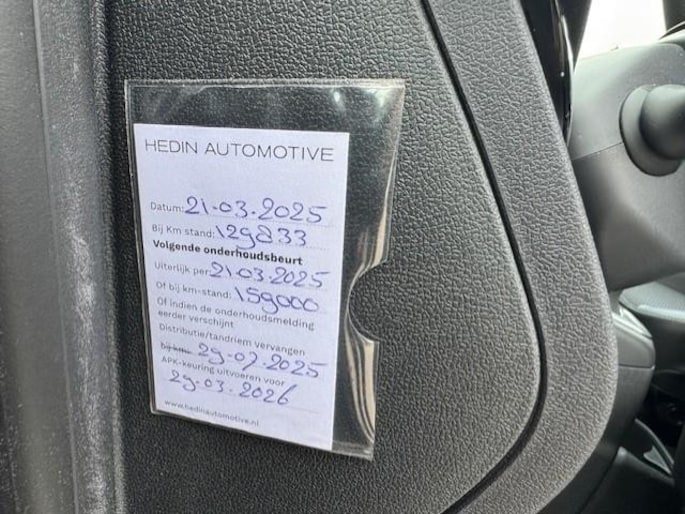 HEDIN AUTOMOTIVE
Datum: 21-03-2025
Bij Km stand: 129833
Volgende onderhoudsbeurt
Uiterlijk per 21-03-2025
Of bij km-stand: 159000
Of indien de onderhoudsmelding
eerder verschijnt
Distributie/tandriem vervangen
bij km: 29-07-2025
APK-keuring uitvoeren voor
29-03-2026
www.hedinautomotive.nl